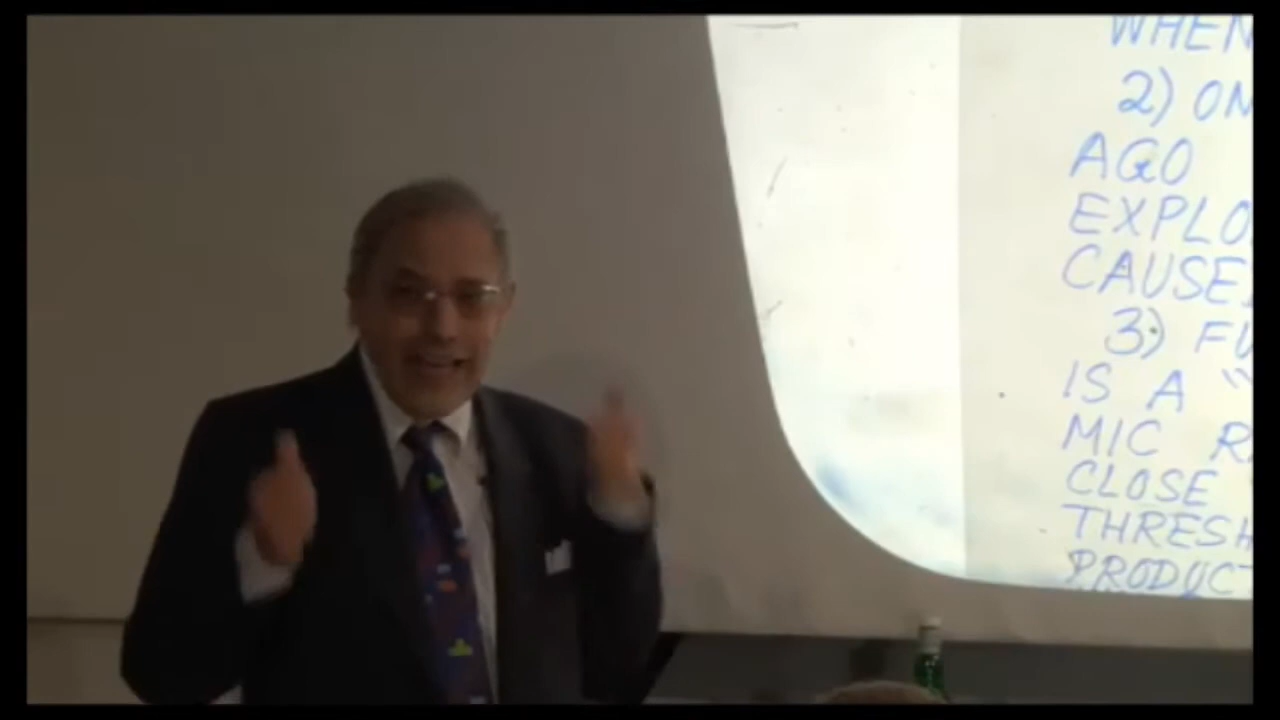 WHEN
2) ON
AGO
EXPLO
CAUSE
3) FU
IS A "
MIC R
CLOSE
THRESH
PRODUCT